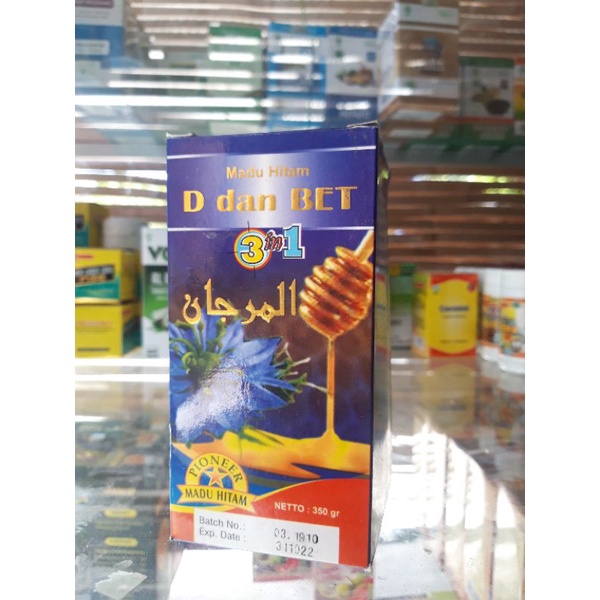 Madu Hitam
D dan BET
3 in 1
المرجان
PIONEER
MADU HITAM
NETTO : 350 gr
Batch No.: 03. 1910
Exp. Date : 311022